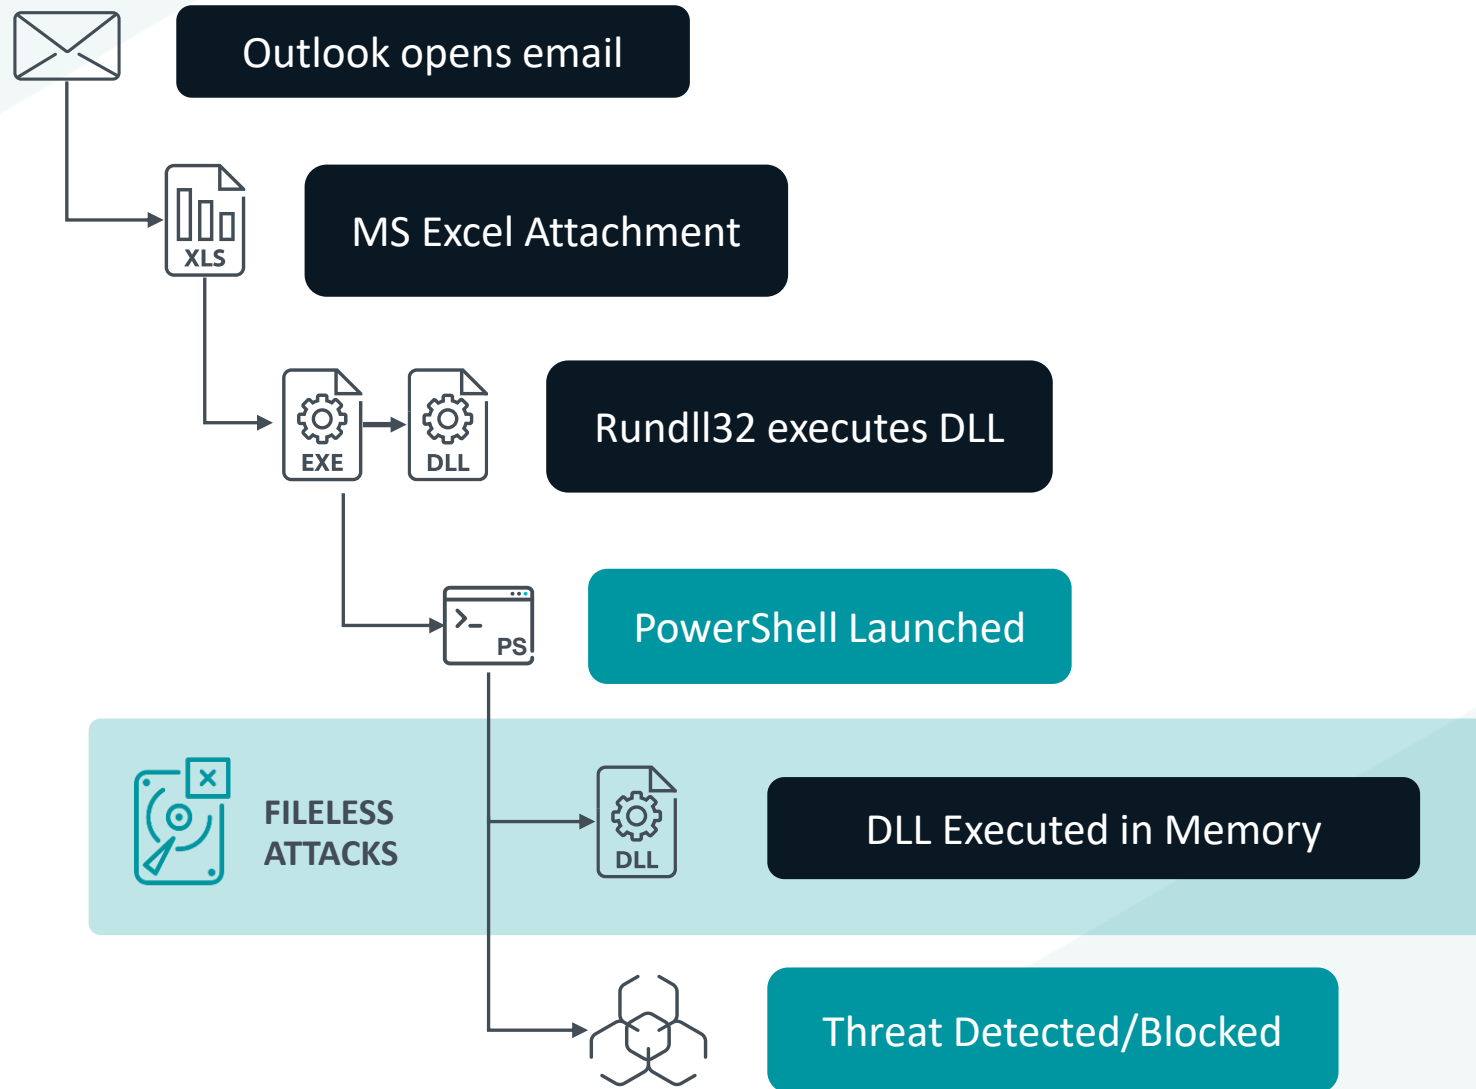 Outlook opens email
XLS
MS Excel Attachment
EXE
DLL
Rundll32 executes DLL
>_
PS
PowerShell Launched
FILELESS
ATTACKS
DLL
DLL Executed in Memory
Threat Detected/Blocked